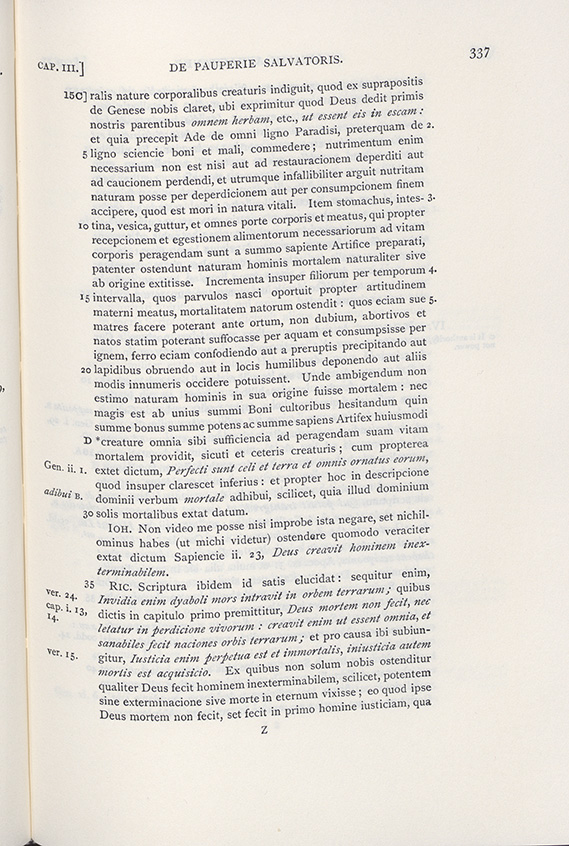 CAP. III.] DE PAUPERIE SALVATORIS. 337
15C] ralis nature corporalibus creaturis indiguit, quod ex suprapositis
de Genese nobis claret, ubi exprimitur quod Deus dedit primis
nostris parentibus omnem herbam, etc., ut essent eis in escam :
et quia precepit Ade de omni ligno Paradisi, preterquam de 2.
5 ligno sciencie boni et mali, commedere ; nutrimentum enim
necessarium non est nisi aut ad restauracionem deperditi aut
ad caucionem perdendi, et utrumque infallibiliter arguit nutritam
naturam posse per deperdicionem aut per consumpcionem finem
accipere, quod est mori in natura vitali. Item stomachus, intes- 3.
10 tina, vesica, guttur, et omnes porte corporis et meatus, qui propter
recepcionem et egestionem alimentorum necessariorum ad vitam
corporis peragendam sunt a summo sapiente Artifice preparati,
patenter ostendunt naturam hominis mortalem naturaliter sive
ab origine extitisse. Incrementa insuper filiorum per temporum 4.
15 intervalla, quos parvulos nasci oportuit propter artitudinem
materni meatus, mortalitatem naturam ostendit : quos eciam sue 5.
matres facere poterant ante ortum, non dubium, abortivos et
natos statim poterant suffocasse per aquam et consumpsisse per
ignem, ferro eciam confodiendo aut a preruptis precipitando aut
20 lapidibus obruendo aut in locis humilibus deponendo aut aliis
modis innumeris occidere potuissent. Unde ambigendum non
estimo naturam hominis in sua origine fuisse mortalem : nec
magis est ab unius summi Boni cultoribus hesitandum quin
summe bonus summe potens ac summe sapiens Artifex huiusmodi
D *creature omnia sibi sufficiencia ad peragendam suam vitam
mortalem providit, sicuti et ceteris creaturis ; cum propterea
Gen. ii. 1. extet dictum, Perfecti sunt celi et terra et omnis ornatus eorum,
quod insuper clarescet inferius : et propter hoc in descripcione
adibui B. dominii verbum mortale adhibui, scilicet, quia illud dominium
30 solis mortalibus extat datum.
IOH. Non video me posse nisi improbe ista negare, set nichil-
ominus habes (ut michi videtur) ostendere quomodo veraciter
extat dictum Sapiencie ii. 23, Deus creavit hominem inex-
terminabilem.
35 RIC. Scriptura ibidem id satis elucidat : sequitur enim,
ver. 24. Invidia enim dyaboli mors intravit in orbem terrarum ; quibus
cap. i. 13, dictis in capitulo primo premittitur, Deus mortem non fecit, nec
14. letatur in perdicione vivorum : creavit enim ut essent omnia, et
sanabiles fecit naciones orbis terrarum ; et pro causa ibi subiun-
ver. 15. gitur, Iusticia enim perpetua est et immortalis, iniusticia autem
mortis est acquisicio. Ex quibus non solum nobis ostenditur
qualiter Deus fecit hominem inexterminabilem, scilicet, potentem
sine exterminacione sive morte in eternum vixisse ; eo quod ipse
Deus mortem non fecit, set fecit in primo homine iusticiam, qua
Z